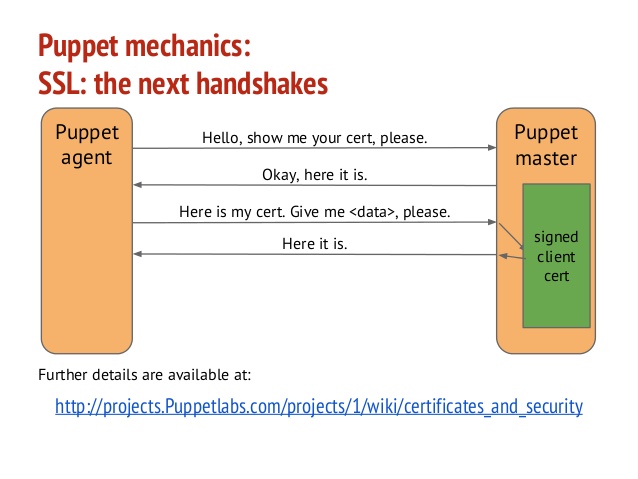 Puppet mechanics:
SSL: the next handshakes
Puppet
agent
Hello, show me your cert, please.
Okay, here it is.
Here is my cert. Give me <data>, please.
Here it is.
Puppet
master
signed
client
cert
Further details are available at:
http://projects.Puppetlabs.com/projects/1/wiki/certificates_and_security